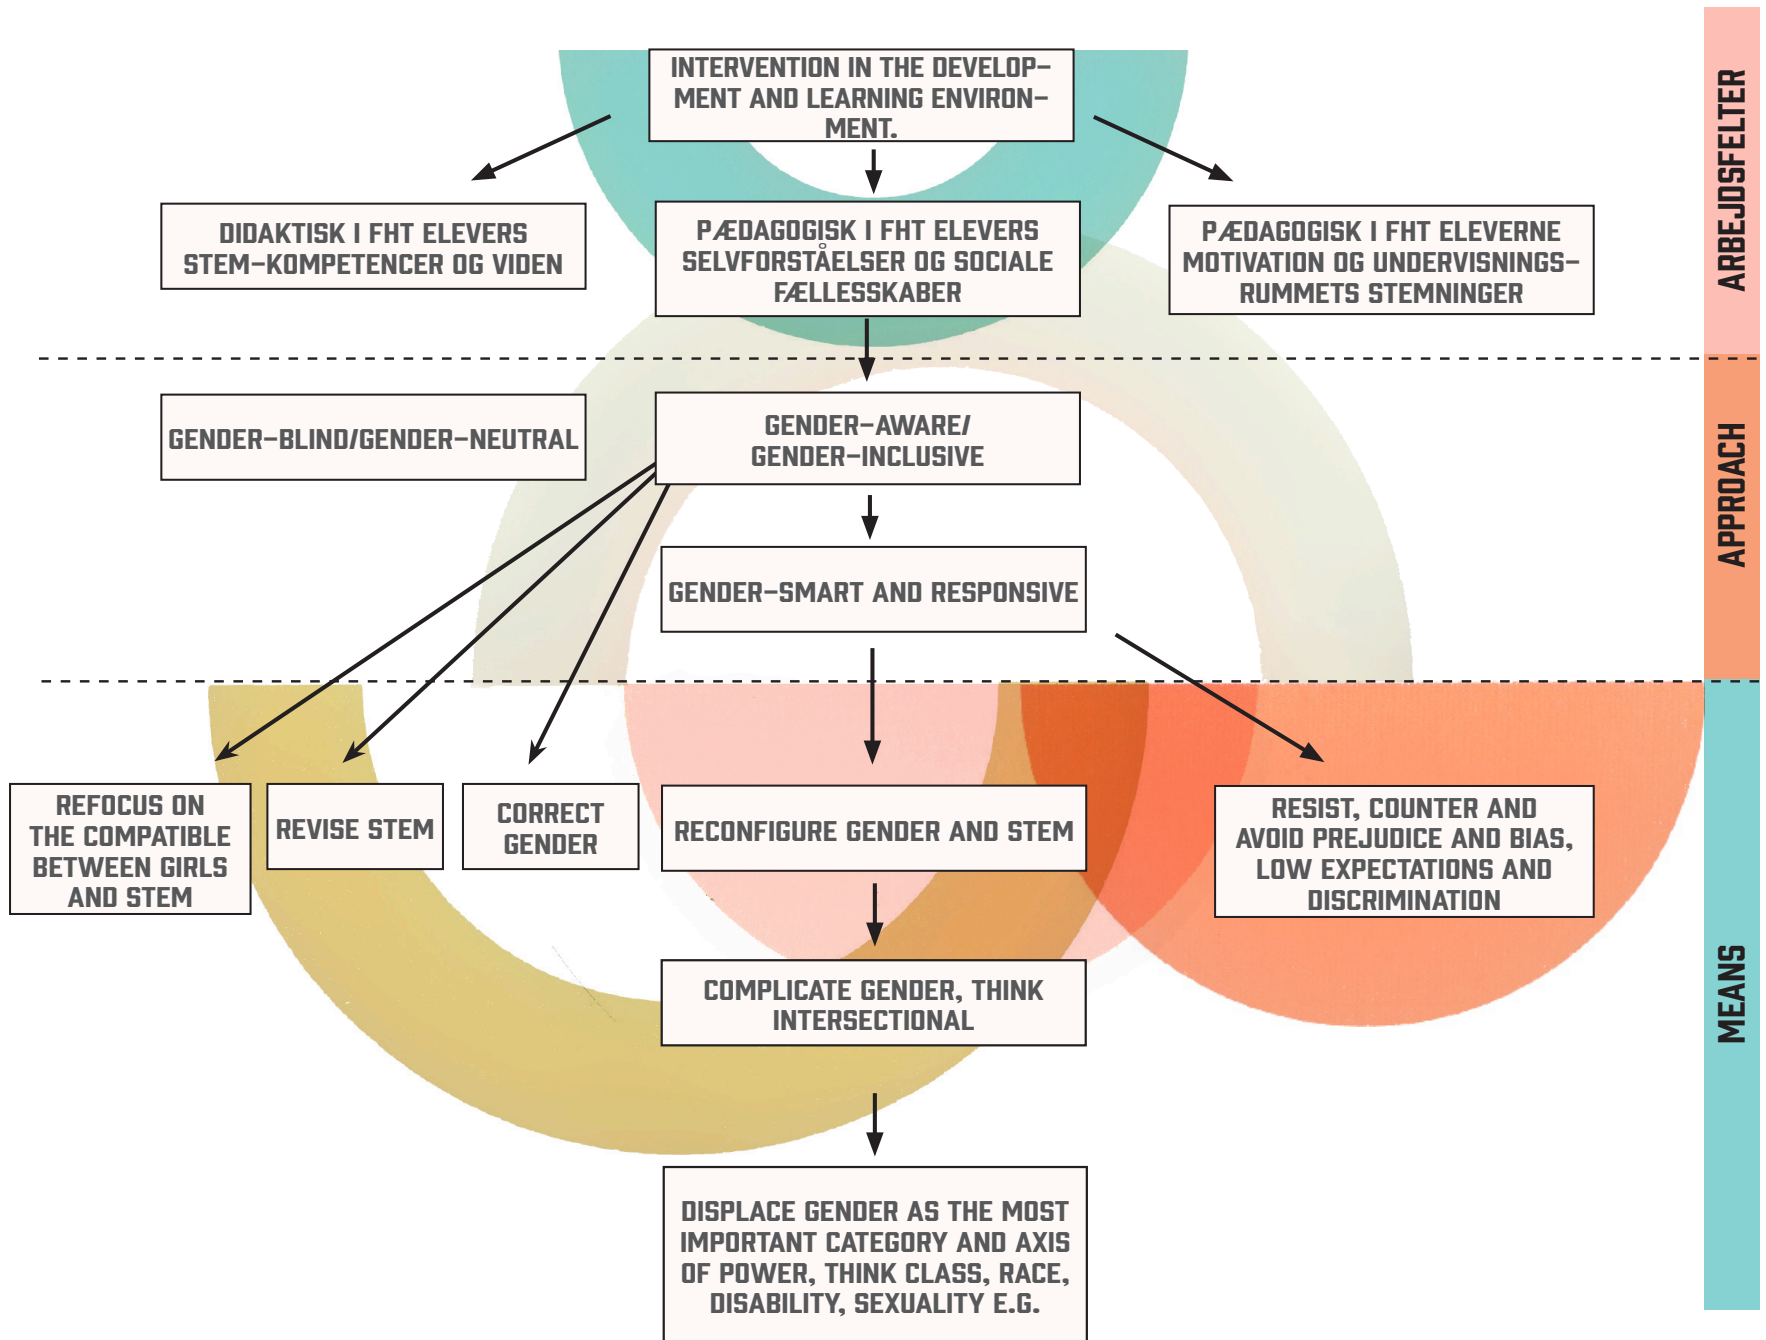 INTERVENTION IN THE DEVELOP-
MENT AND LEARNING ENVIRON-
MENT.
DIDAKTISK I FHT ELEVERS
STEM-KOMPETENCER OG VIDEN
PÆDAGOGISK I FHT ELEVERS
SELVFORSTÅELSER OG SOCIALE
FÆLLESSKABER
PÆDAGOGISK I FHT ELEVERNE
MOTIVATION OG UNDERVISNINGS-
RUMMETS STEMNINGER
ARBEJDSFELTER
GENDER-BLIND/GENDER-NEUTRAL
GENDER-AWARE/
GENDER-INCLUSIVE
GENDER-SMART AND RESPONSIVE
APPROACH
REFOCUS ON
THE COMPATIBLE
BETWEEN GIRLS
AND STEM
REVISE STEM
CORRECT
GENDER
RECONFIGURE GENDER AND STEM
RESIST, COUNTER AND
AVOID PREJUDICE AND BIAS,
LOW EXPECTATIONS AND
DISCRIMINATION
COMPLICATE GENDER, THINK
INTERSECTIONAL
DISPLACE GENDER AS THE MOST
IMPORTANT CATEGORY AND AXIS
OF POWER, THINK CLASS, RACE,
DISABILITY, SEXUALITY E.G.
MEANS